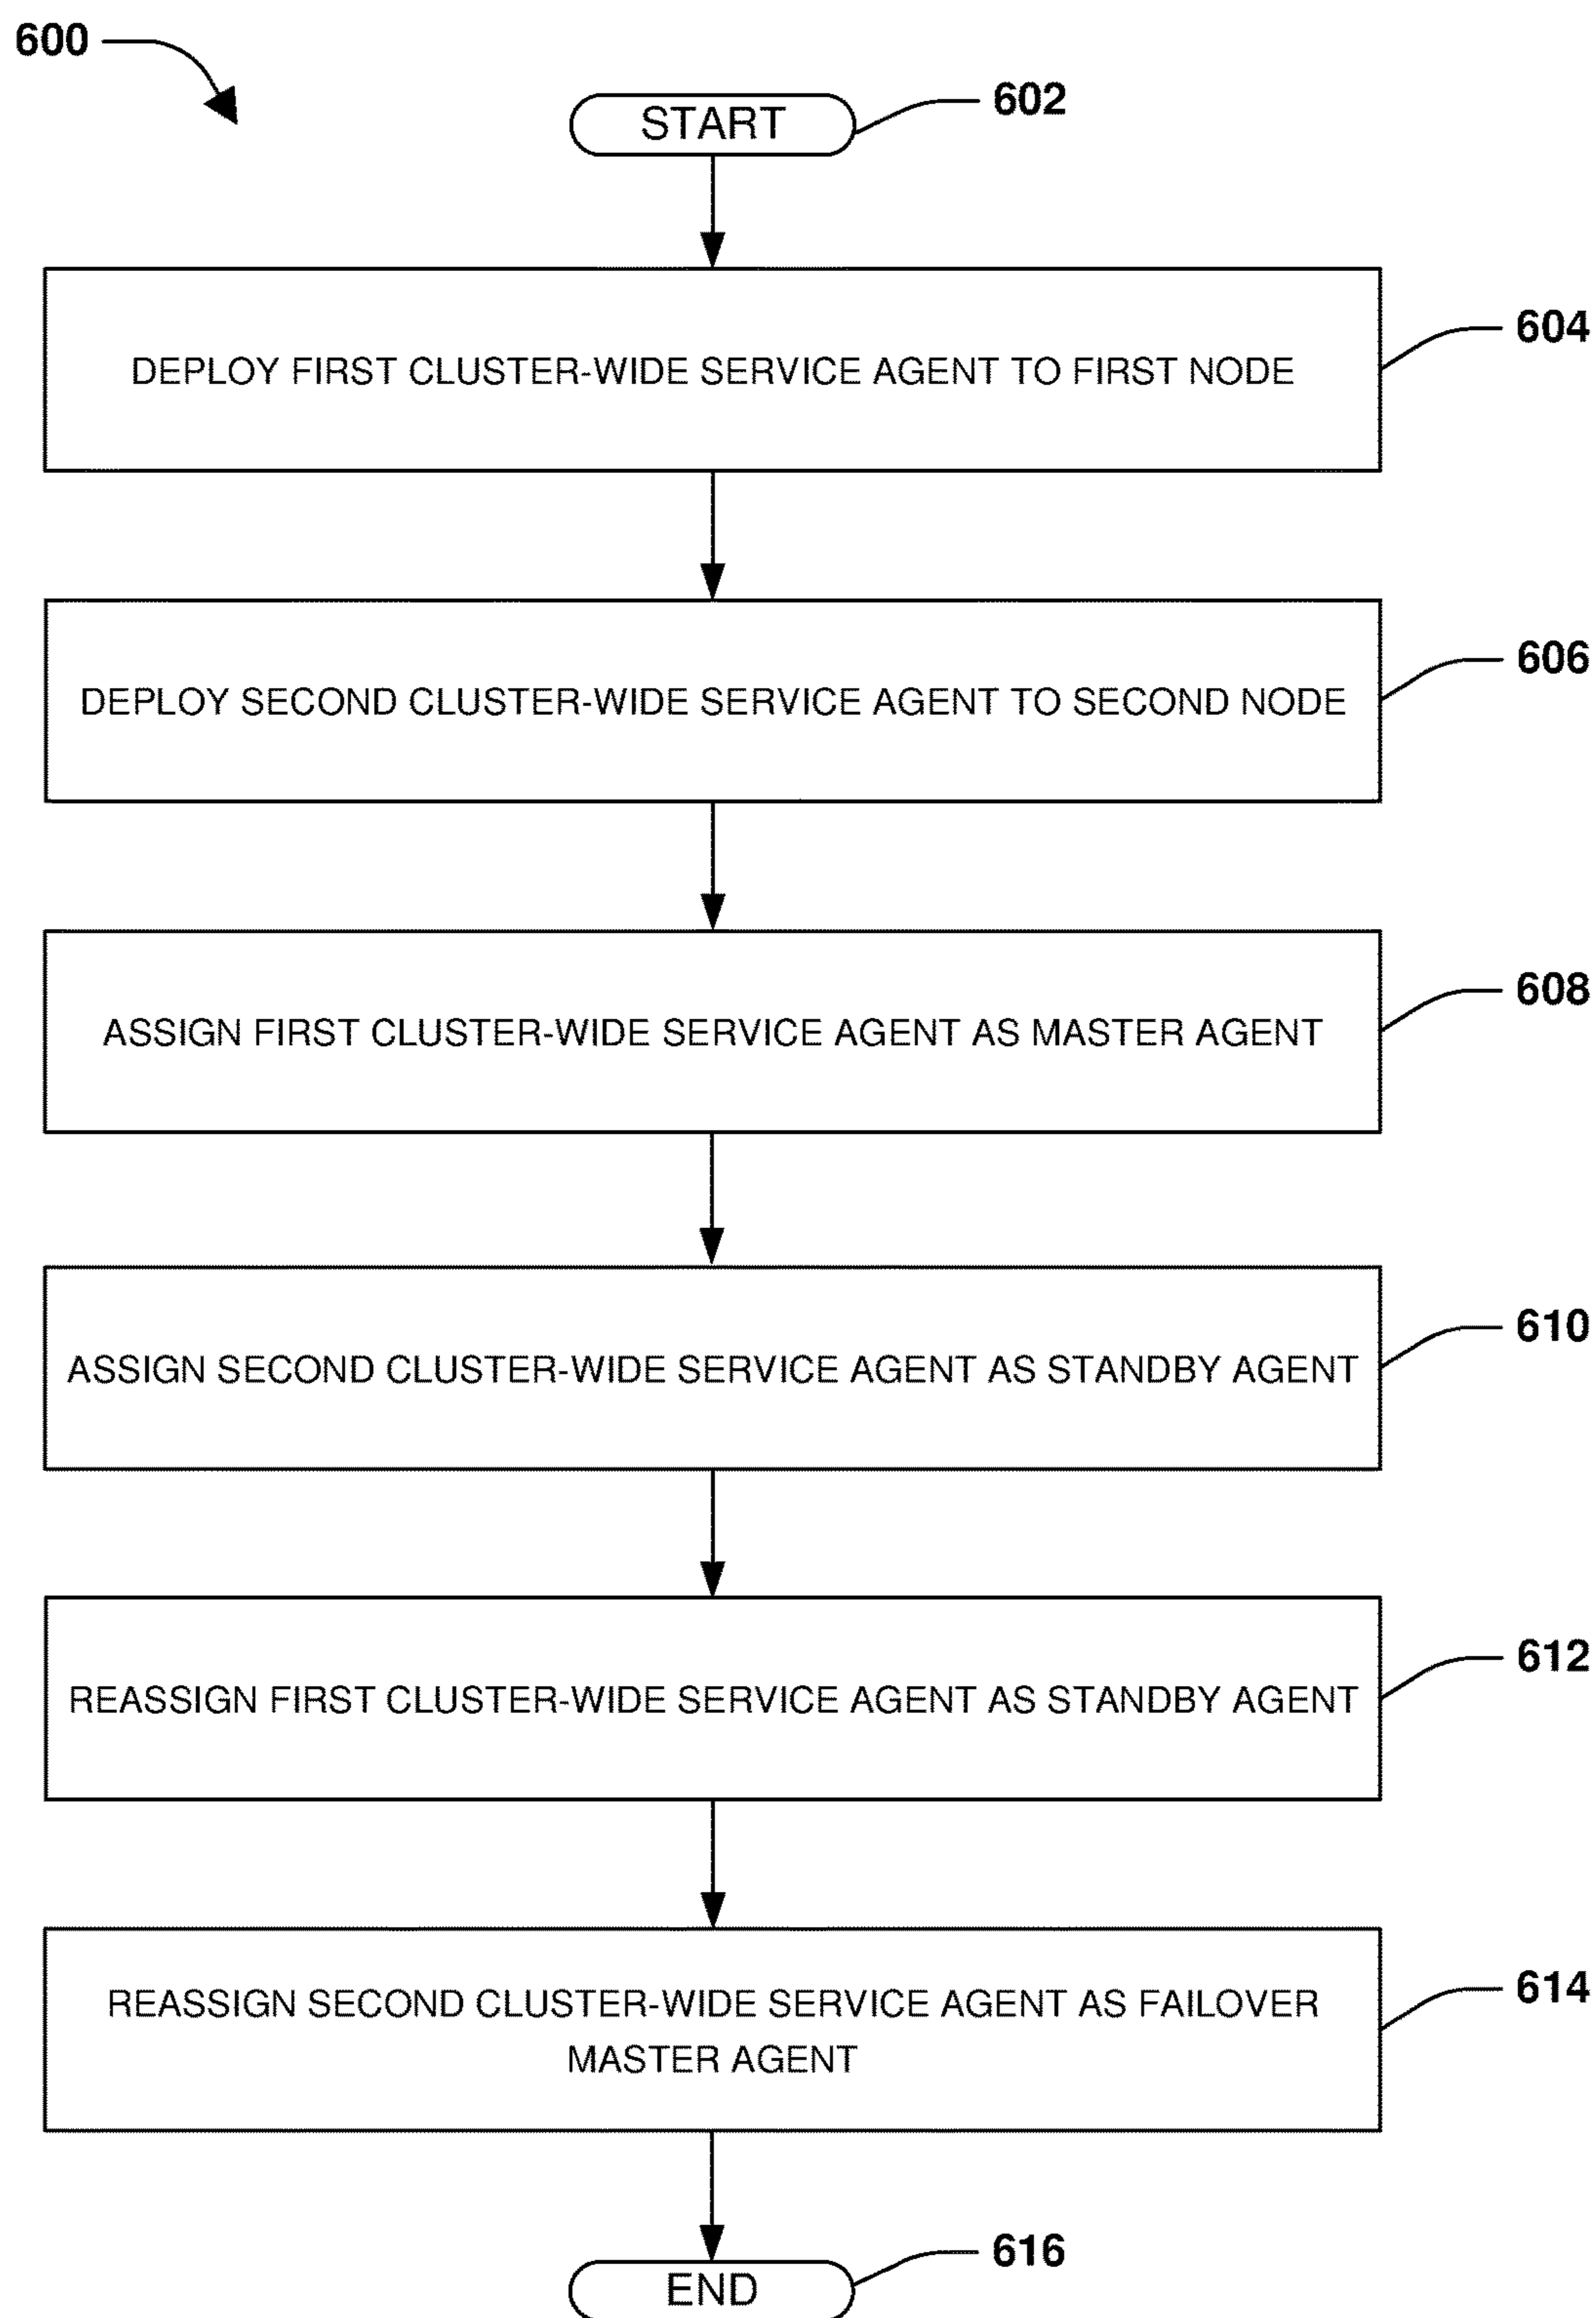 600
START
602
DEPLOY FIRST CLUSTER-WIDE SERVICE AGENT TO FIRST NODE
604
DEPLOY SECOND CLUSTER-WIDE SERVICE AGENT TO SECOND NODE
606
ASSIGN FIRST CLUSTER-WIDE SERVICE AGENT AS MASTER AGENT
608
ASSIGN SECOND CLUSTER-WIDE SERVICE AGENT AS STANDBY AGENT
610
REASSIGN FIRST CLUSTER-WIDE SERVICE AGENT AS STANDBY AGENT
612
REASSIGN SECOND CLUSTER-WIDE SERVICE AGENT AS FAILOVER
MASTER AGENT
614
END
616